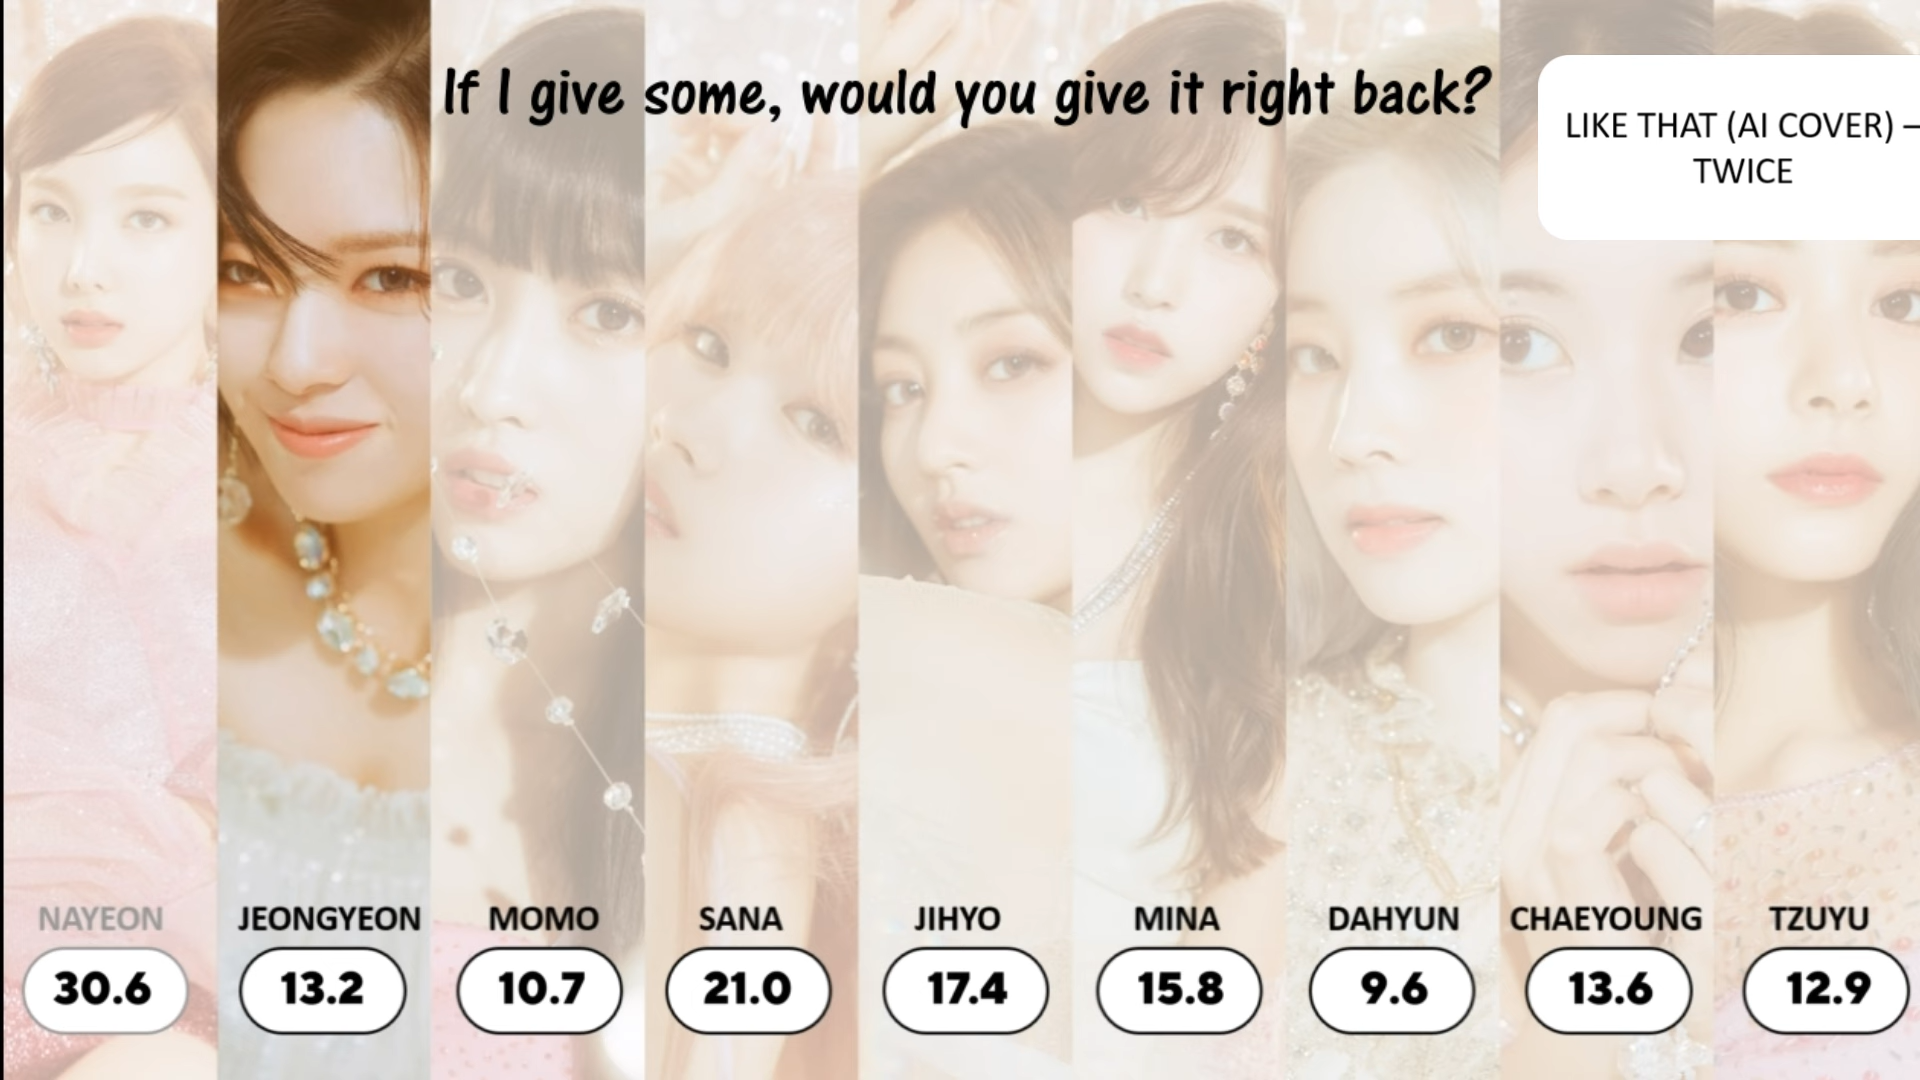 If I give some, would you give it right back?
LIKE THAT (AI COVER) –
TWICE
NAYEON JEONGYEON MOMO SANA JIHYO MINA DAHYUN CHAEYOUNG TZUYU
30.6 13.2 10.7 21.0 17.4 15.8 9.6 13.6 12.9